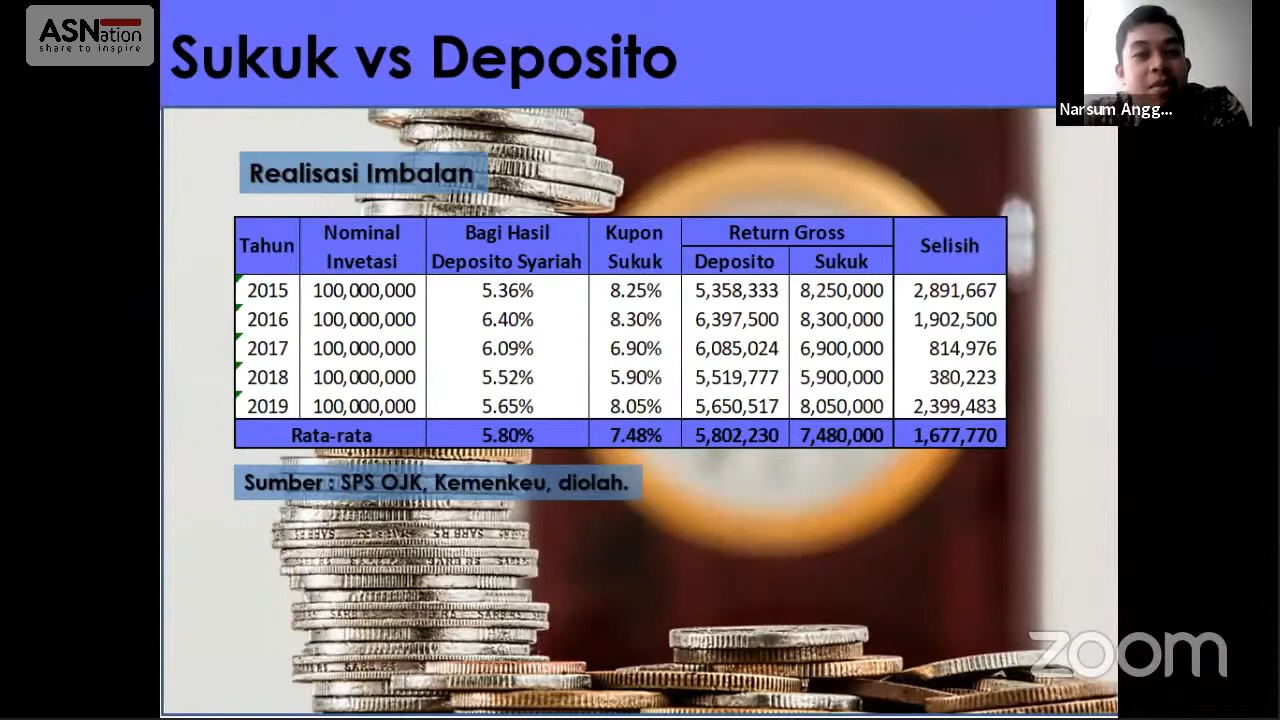 ASNation
share to inspire
Sukuk vs Deposito
Narsum Angg...
Realisasi Imbalan
Tahun Nominal Invetasi Bagi Hasil Deposito Syariah Kupon Sukuk Return Gross Selisih
Deposito Sukuk
2015 100,000,000 5.36% 8.25% 5,358,333 8,250,000 2,891,667
2016 100,000,000 6.40% 8.30% 6,397,500 8,300,000 1,902,500
2017 100,000,000 6.09% 6.90% 6,085,024 6,900,000 814,976
2018 100,000,000 5.52% 5.90% 5,519,777 5,900,000 380,223
2019 100,000,000 5.65% 8.05% 5,650,517 8,050,000 2,399,483
Rata-rata 5.80% 7.48% 5,802,230 7,480,000 1,677,770
Sumber : SPS OJK, Kemenkeu, diolah.
zoom